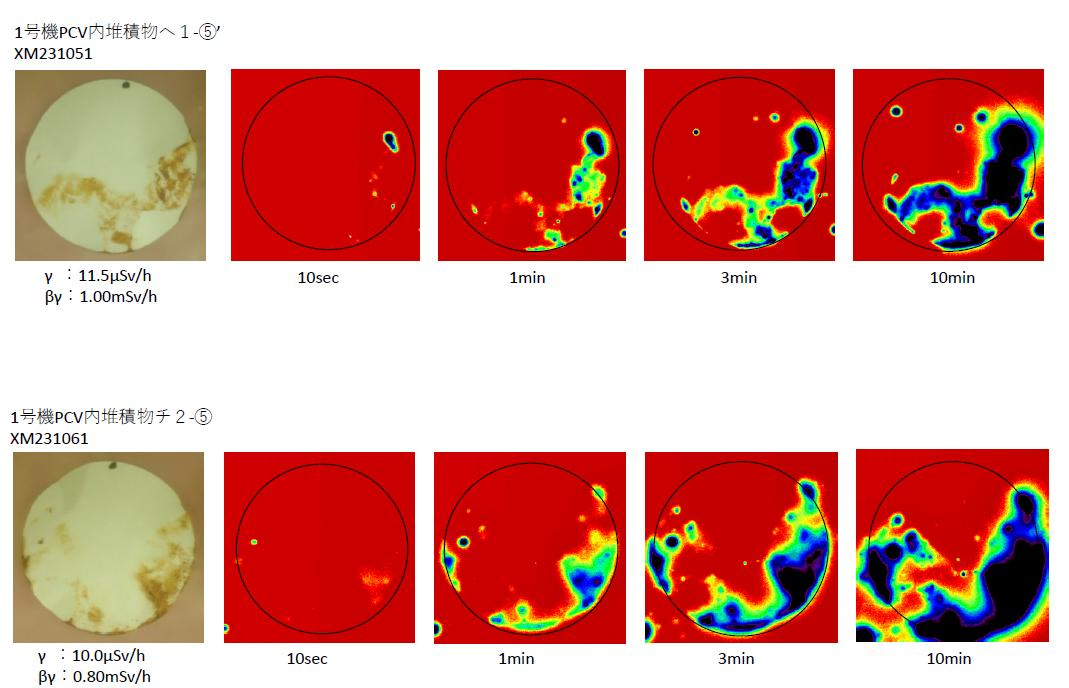 1号機PCV内堆積物へ１-⑤’
XM231051
γ ：11.5μSv/h
βγ：1.00mSv/h
10sec
1min
3min
10min
1号機PCV内堆積物チ２-⑤
XM231061
γ ：10.0μSv/h
βγ：0.80mSv/h
10sec
1min
3min
10min